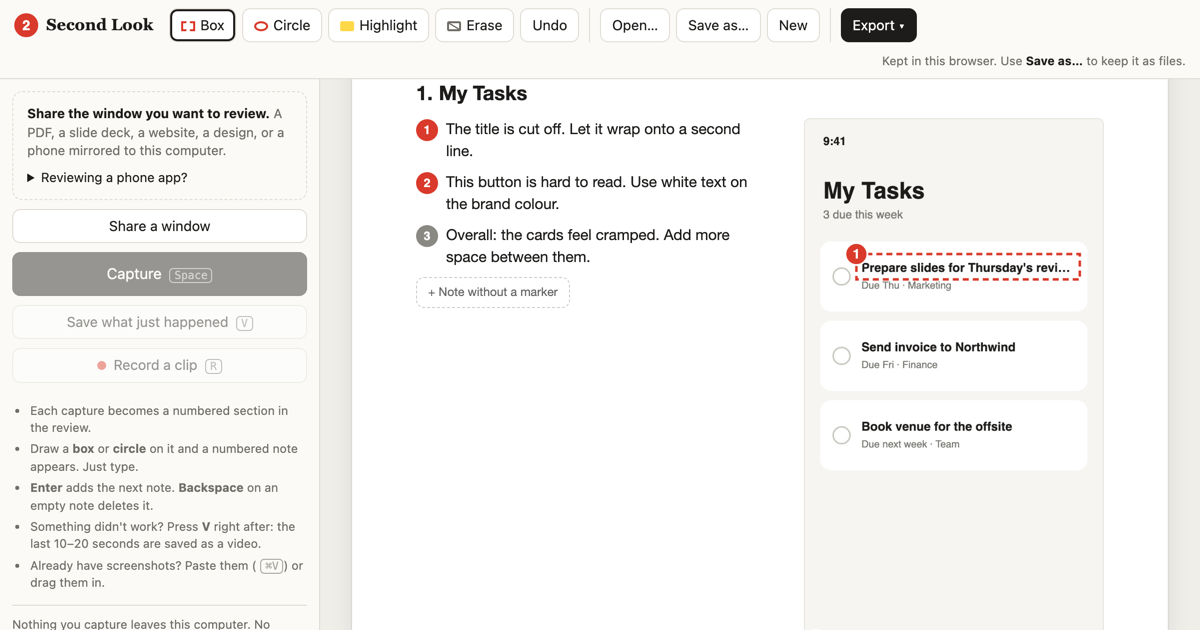 2 Second Look
Box
Circle
Highlight
Erase
Undo
Open...
Save as...
New
Export ▾
Kept in this browser. Use Save as... to keep it as files.
Share the window you want to review. A
PDF, a slide deck, a website, a design, or a
phone mirrored to this computer.
▶ Reviewing a phone app?
Share a window
Capture Space
Save what just happened V
Record a clip R
• Each capture becomes a numbered section in
the review.
• Draw a box or circle on it and a numbered note
appears. Just type.
• Enter adds the next note. Backspace on an
empty note deletes it.
• Something didn't work? Press V right after: the
last 10–20 seconds are saved as a video.
• Already have screenshots? Paste them ( ⌘V) or
drag them in.
Nothing you capture leaves this computer. No
1. My Tasks
1 The title is cut off. Let it wrap onto a second
line.
2 This button is hard to read. Use white text on
the brand colour.
3 Overall: the cards feel cramped. Add more
space between them.
+ Note without a marker
9:41
My Tasks
3 due this week
1
Prepare slides for Thursday's revi...
Due Thu · Marketing
Send invoice to Northwind
Due Fri · Finance
Book venue for the offsite
Due next week · Team